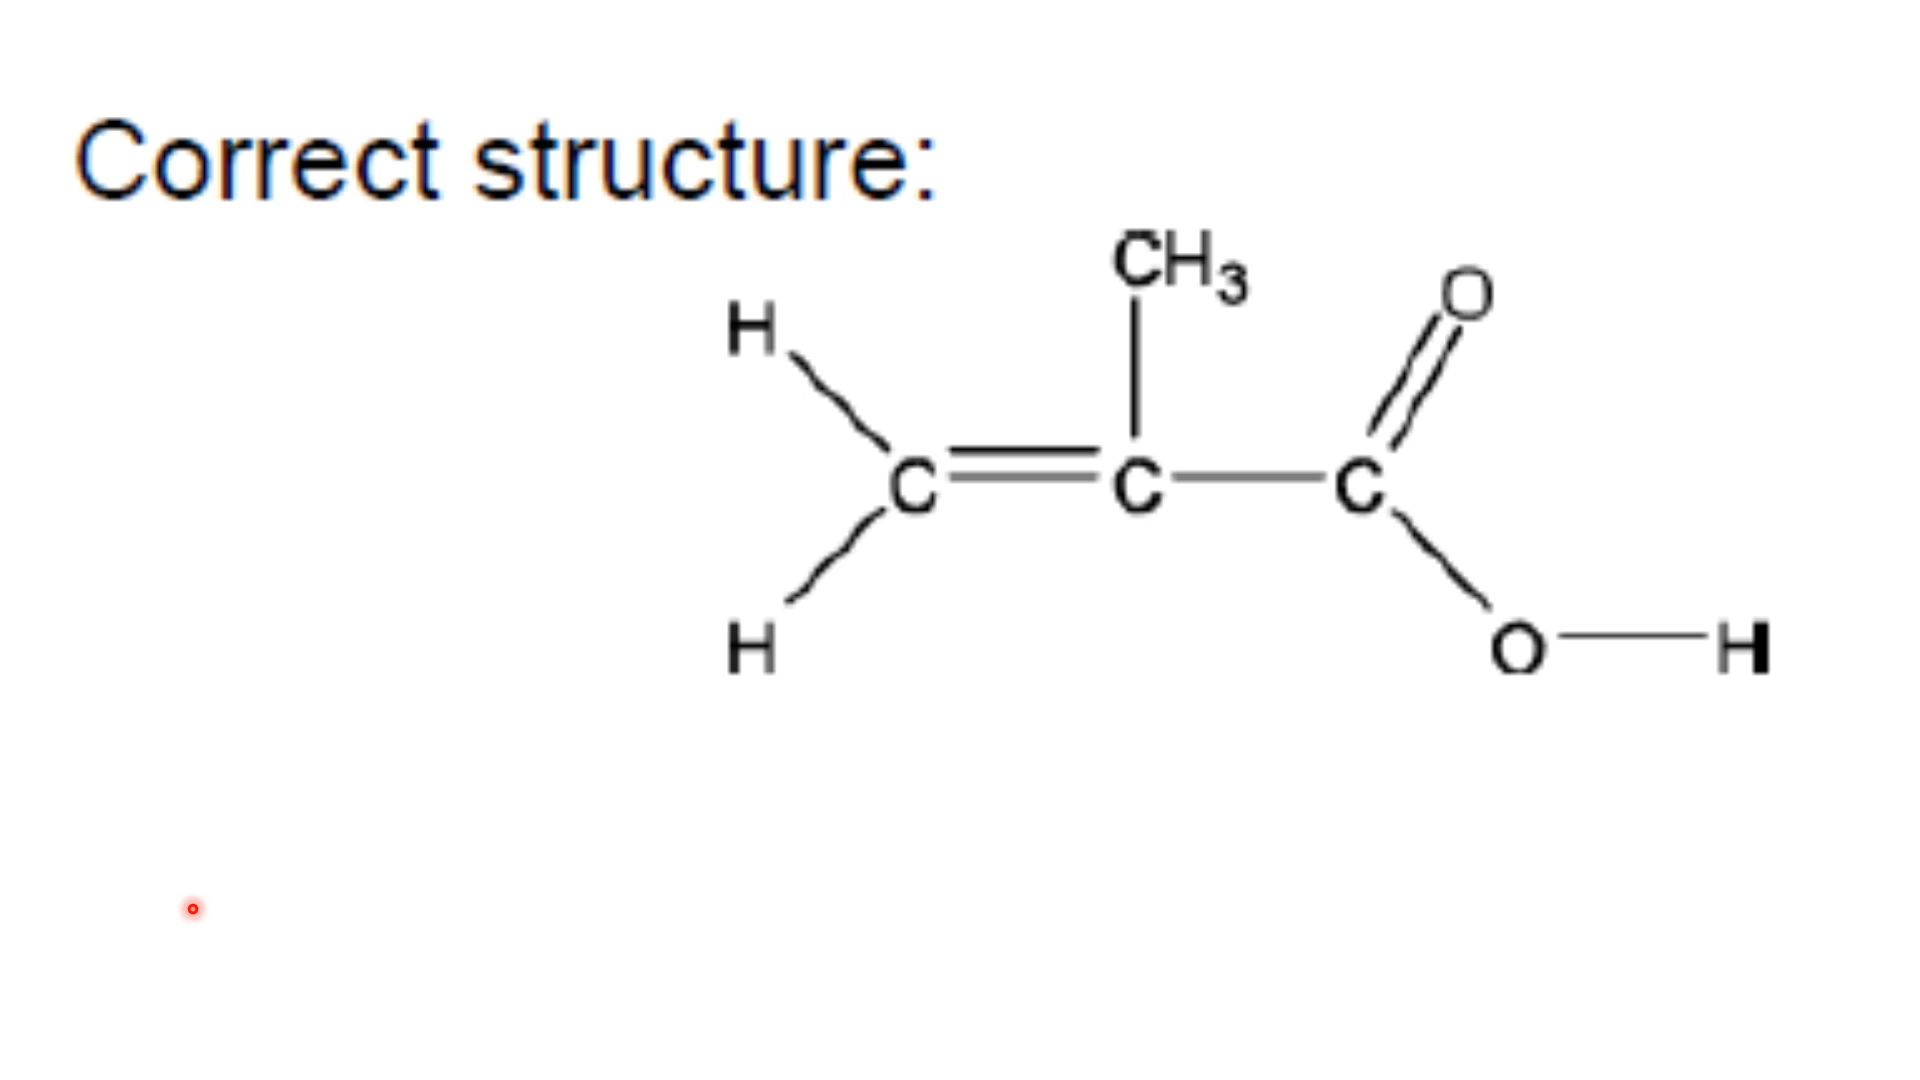 Correct structure:
CH₃
O
H
C C C
H
O H